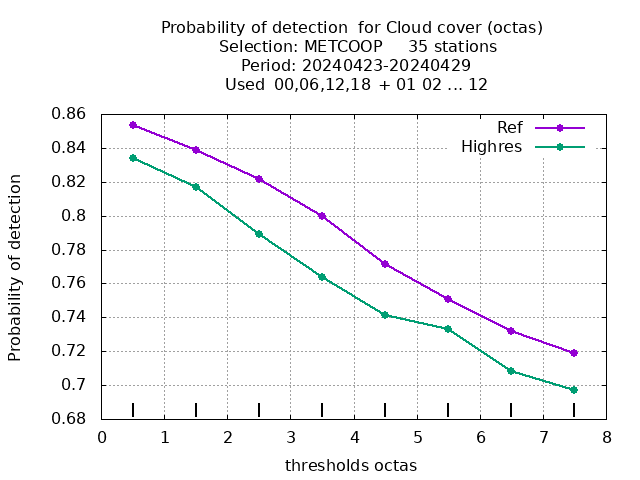 Probability of detection  for Cloud cover (octas)
Selection: METCOOP     35 stations
Period: 20240423-20240429
Used  00,06,12,18 + 01 02 ... 12
Ref
Highres
Probability of detection
0.86
0.84
0.82
0.8
0.78
0.76
0.74
0.72
0.7
0.68
0 1 2 3 4 5 6 7 8
thresholds octas